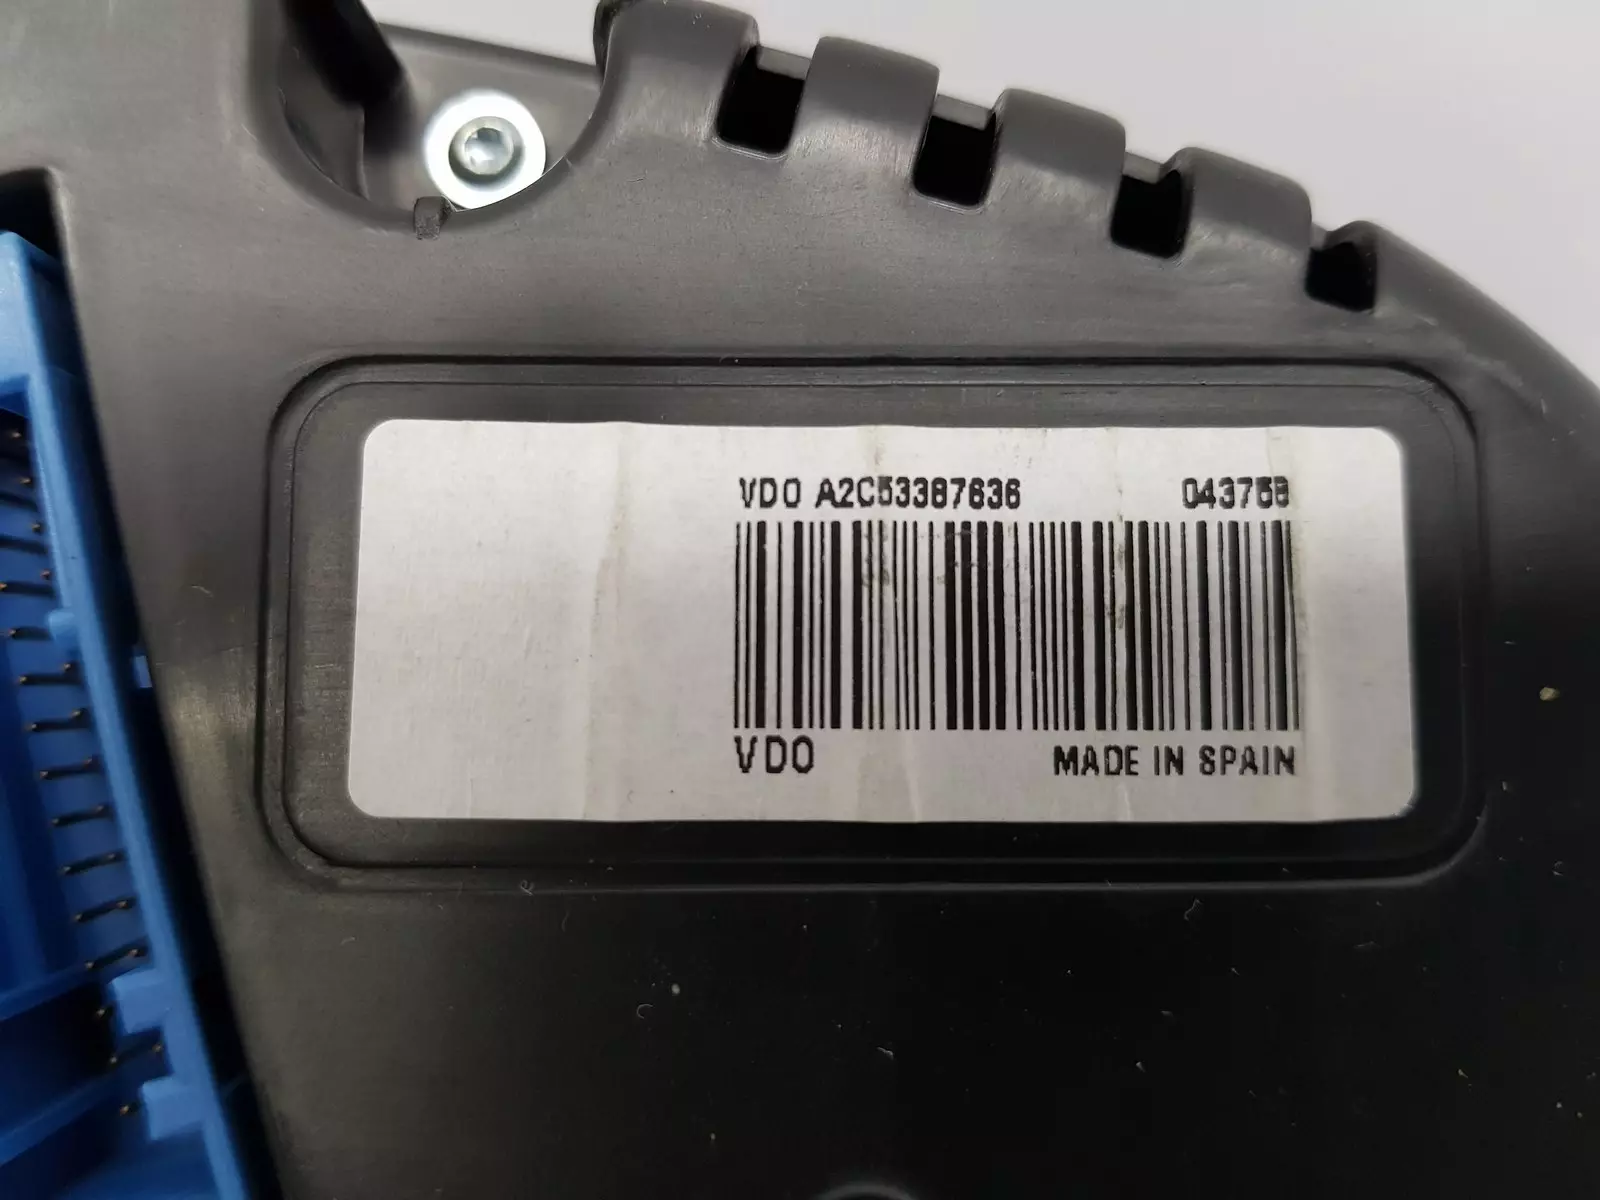 VDO A2C53387636 043758
VDO MADE IN SPAIN